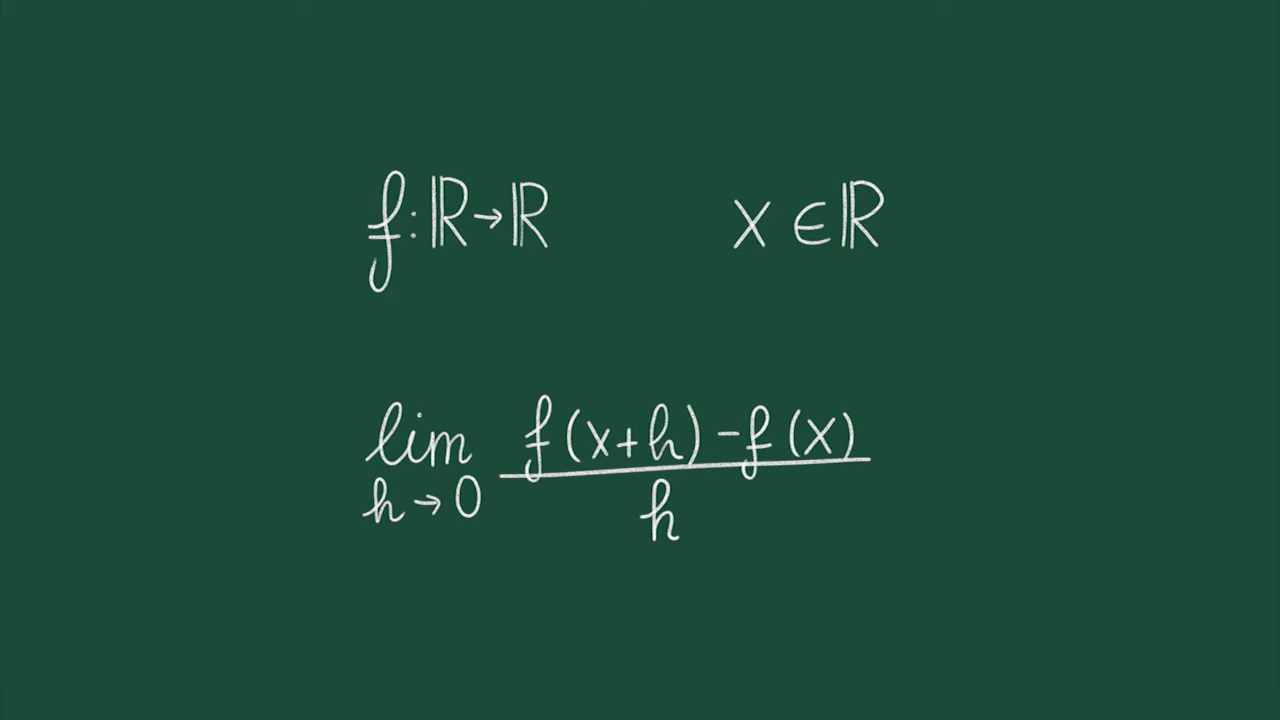 f: ℝ→ℝ x ∈ ℝ
lim f(x+h) - f(x)
h→0 h